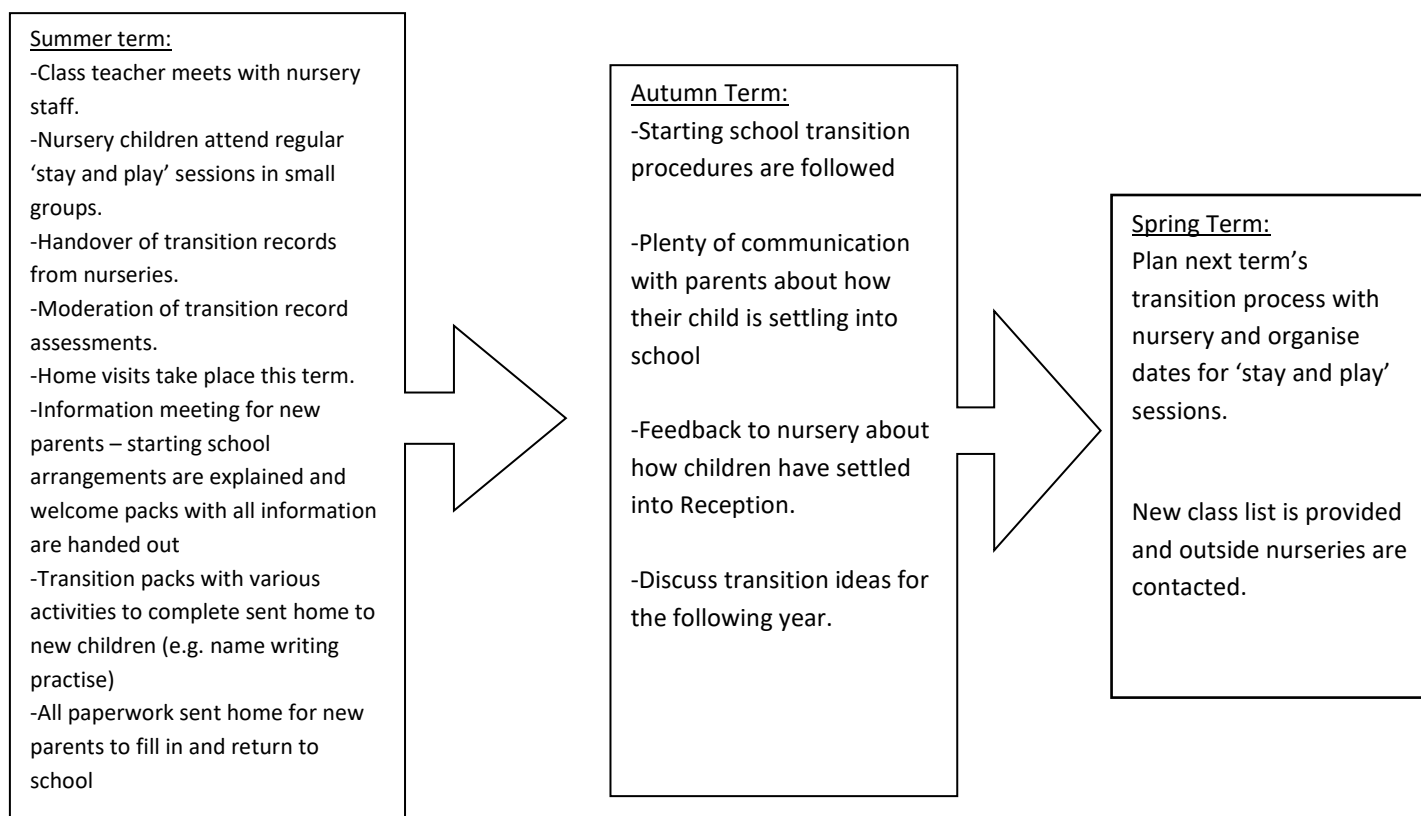 Summer term:
-Class teacher meets with nursery
staff.
-Nursery children attend regular
‘stay and play’ sessions in small
groups.
-Handover of transition records
from nurseries.
-Moderation of transition record
assessments.
-Home visits take place this term.
-Information meeting for new
parents – starting school
arrangements are explained and
welcome packs with all information
are handed out
-Transition packs with various
activities to complete sent home to
new children (e.g. name writing
practise)
-All paperwork sent home for new
parents to fill in and return to
school
Autumn Term:
-Starting school transition
procedures are followed
-Plenty of communication
with parents about how
their child is settling into
school
-Feedback to nursery about
how children have settled
into Reception.
-Discuss transition ideas for
the following year.
Spring Term:
Plan next term’s
transition process with
nursery and organise
dates for ‘stay and play’
sessions.
New class list is provided
and outside nurseries are
contacted.